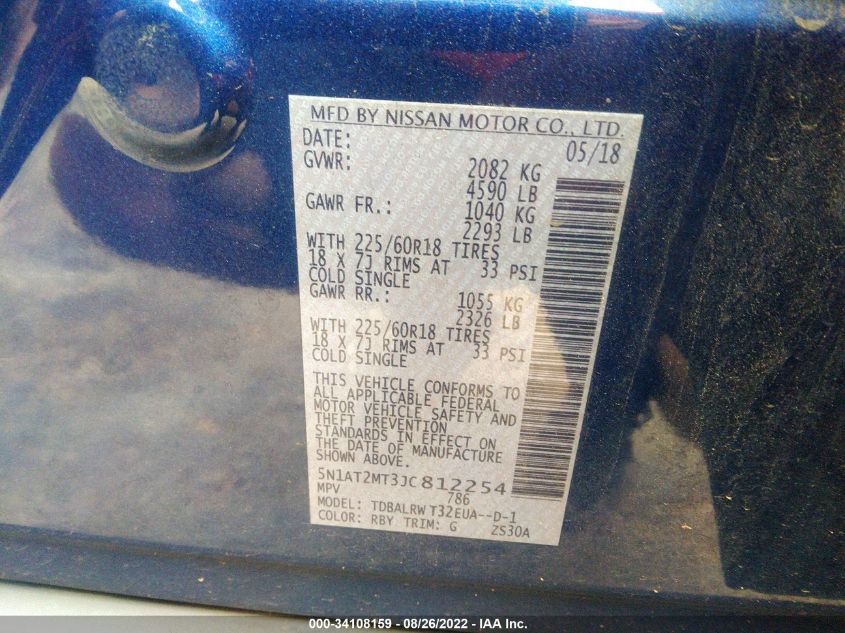 MFD BY NISSAN MOTOR CO., LTD.
DATE: 05/18
GVWR: 2082 KG
4590 LB
GAWR FR.: 1040 KG
2293 LB
WITH 225/60R18 TIRES
18 X 7J RIMS AT 33 PSI
COLD SINGLE
GAWR RR.: 1055 KG
2326 LB
WITH 225/60R18 TIRES
18 X 7J RIMS AT 33 PSI
COLD SINGLE
THIS VEHICLE CONFORMS TO
ALL APPLICABLE FEDERAL
MOTOR VEHICLE SAFETY AND
THEFT PREVENTION
STANDARDS IN EFFECT ON
THE DATE OF MANUFACTURE
SHOWN ABOVE.
5N1AT2MT3JC812254
MPV 786
MODEL: TDBALRW T32EUA--D-1
COLOR: RBY TRIM: G ZS30A
000-34108159 - 08/26/2022 - IAA Inc.